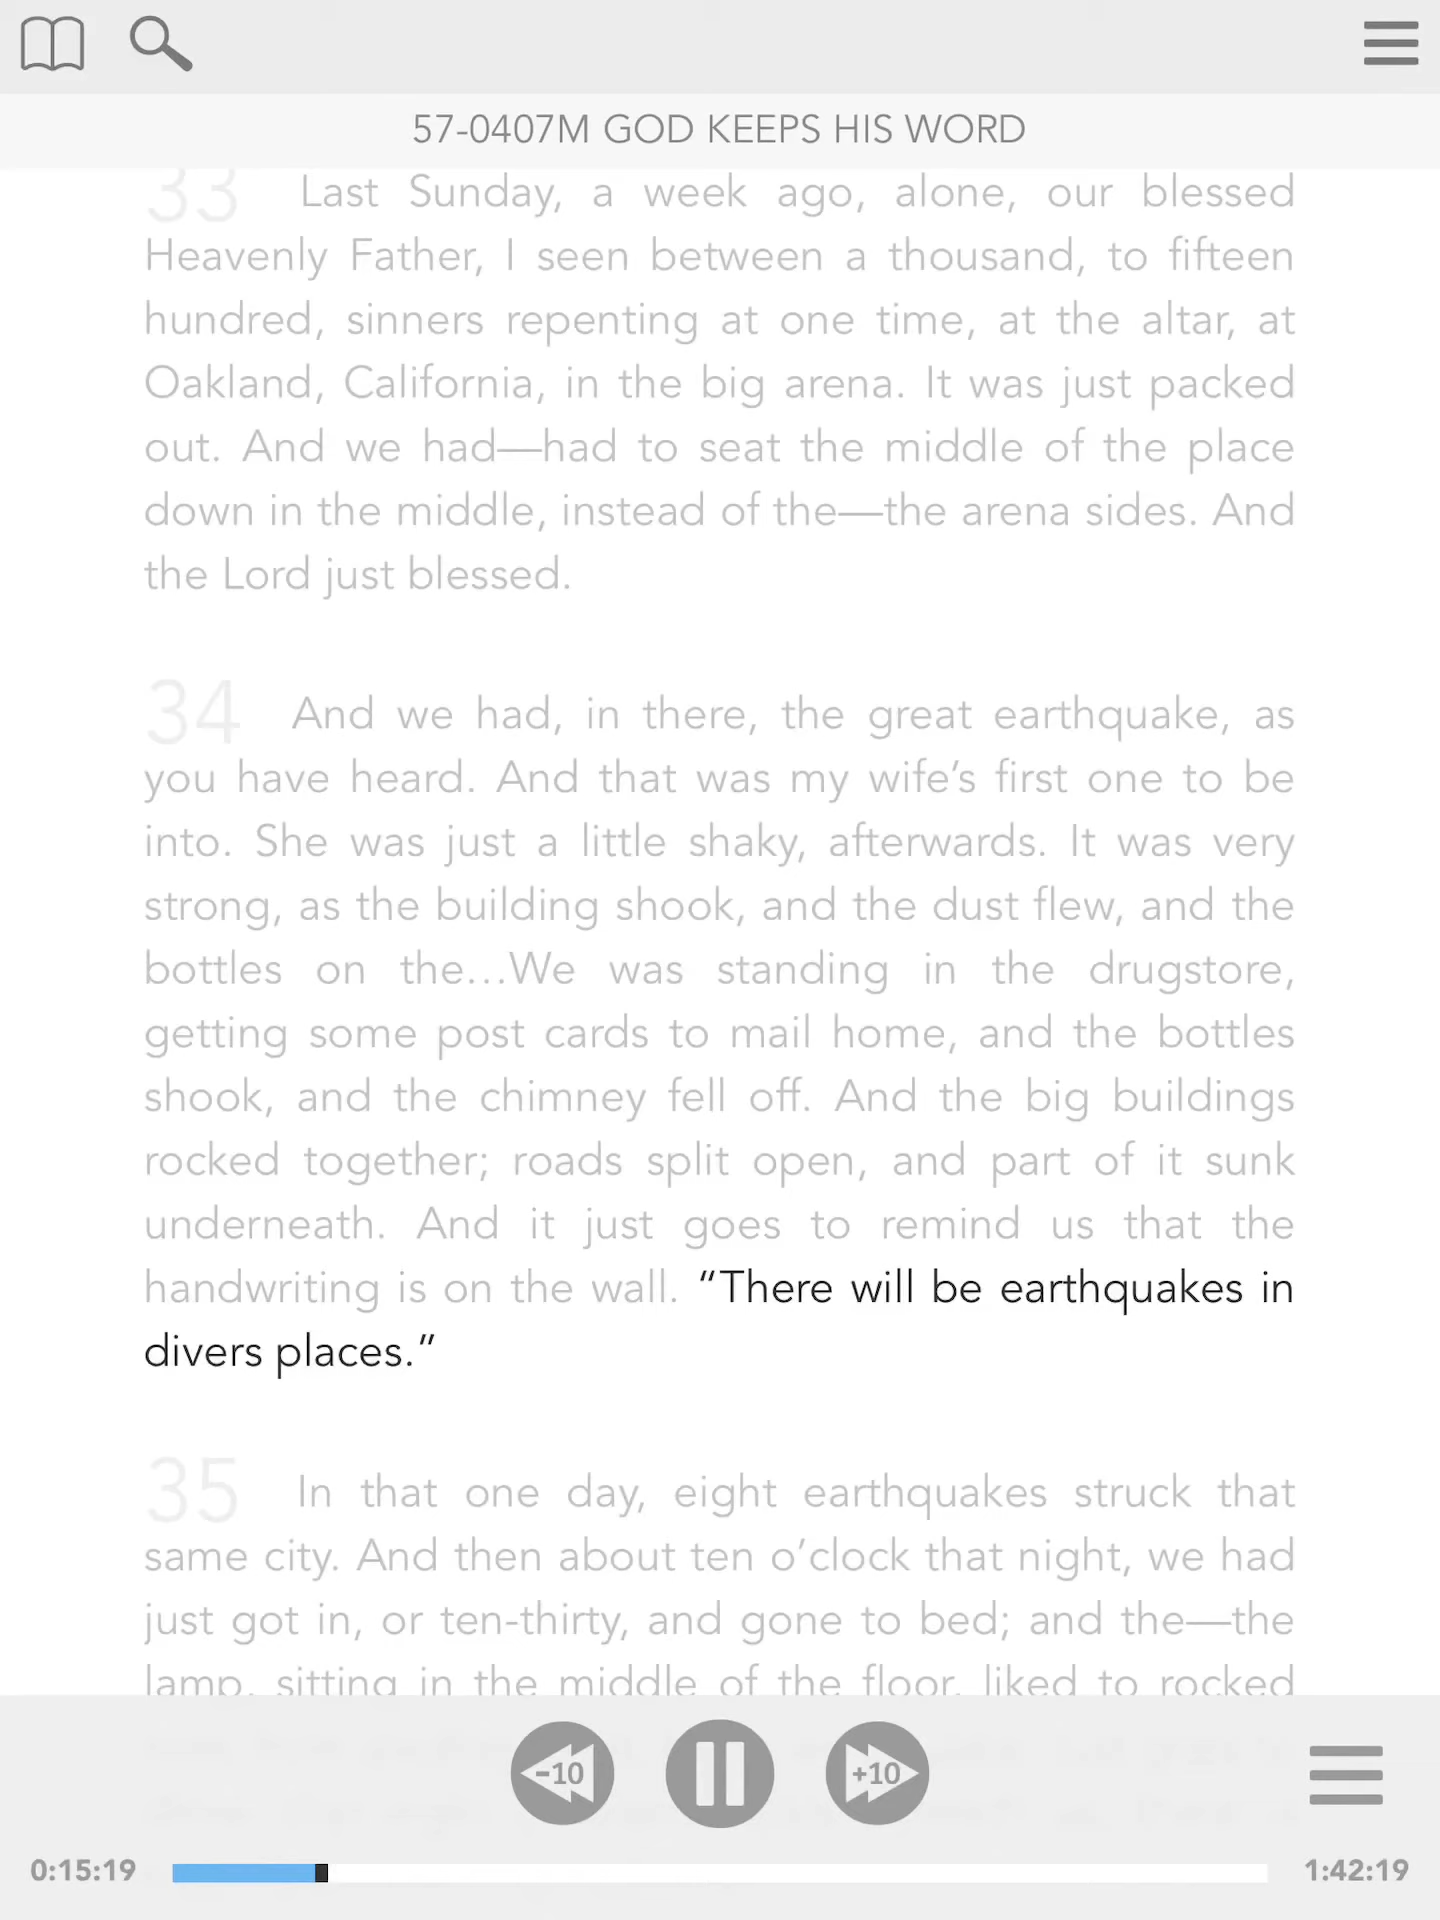 57-0407M GOD KEEPS HIS WORD
33 Last Sunday, a week ago, alone, our blessed
Heavenly Father, I seen between a thousand, to fifteen
hundred, sinners repenting at one time, at the altar, at
Oakland, California, in the big arena. It was just packed
out. And we had—had to seat the middle of the place
down in the middle, instead of the—the arena sides. And
the Lord just blessed.
34 And we had, in there, the great earthquake, as
you have heard. And that was my wife’s first one to be
into. She was just a little shaky, afterwards. It was very
strong, as the building shook, and the dust flew, and the
bottles on the…We was standing in the drugstore,
getting some post cards to mail home, and the bottles
shook, and the chimney fell off. And the big buildings
rocked together; roads split open, and part of it sunk
underneath. And it just goes to remind us that the
handwriting is on the wall. “There will be earthquakes in
divers places.”
35 In that one day, eight earthquakes struck that
same city. And then about ten o’clock that night, we had
just got in, or ten-thirty, and gone to bed; and the—the
lamp, sitting in the middle of the floor, liked to rocked
-10 +10
0:15:19 1:42:19